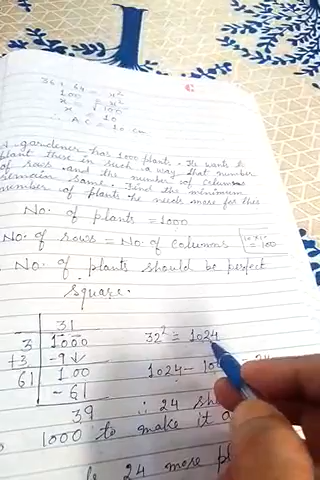 36 + 64 = x²
100 = x²
x = √100
x = 10
AC = 10 cm
A gardener has 1000 plants. He wants to
plant these in such a way that number
of rows and the number of columns
remain same. Find the minimum
number of plants he needs more for this
No. of plants = 1000
No. of rows = No. of columns 10×10 = 100
No. of plants should be perfect
square.
31
3 1000 32² = 1024
+3 -9↓
61 100 1024 -
-61
39 ∴ 24
1000 to make it a
24 more